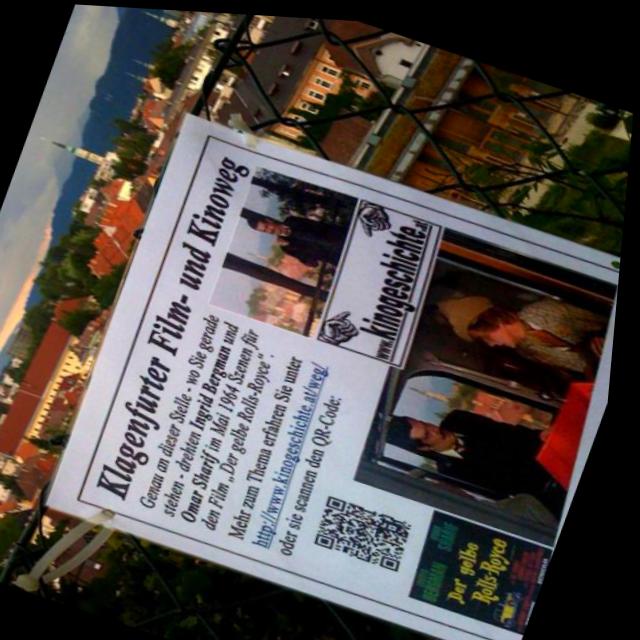 Klagenfurter Film- und Kinoweg
Genau an dieser Stelle - wo Sie gerade
stehen - drehten Ingrid Bergman und
Omar Sharif im Mai 1964 Szenen für
den Film „Der gelbe Rolls-Royce".
Mehr zum Thema erfahren Sie unter
http://www.kinogeschichte.at/weg/
oder sie scannen den QR-Code:
www.kinogeschichte.at
Der gelbe
Rolls-Royce